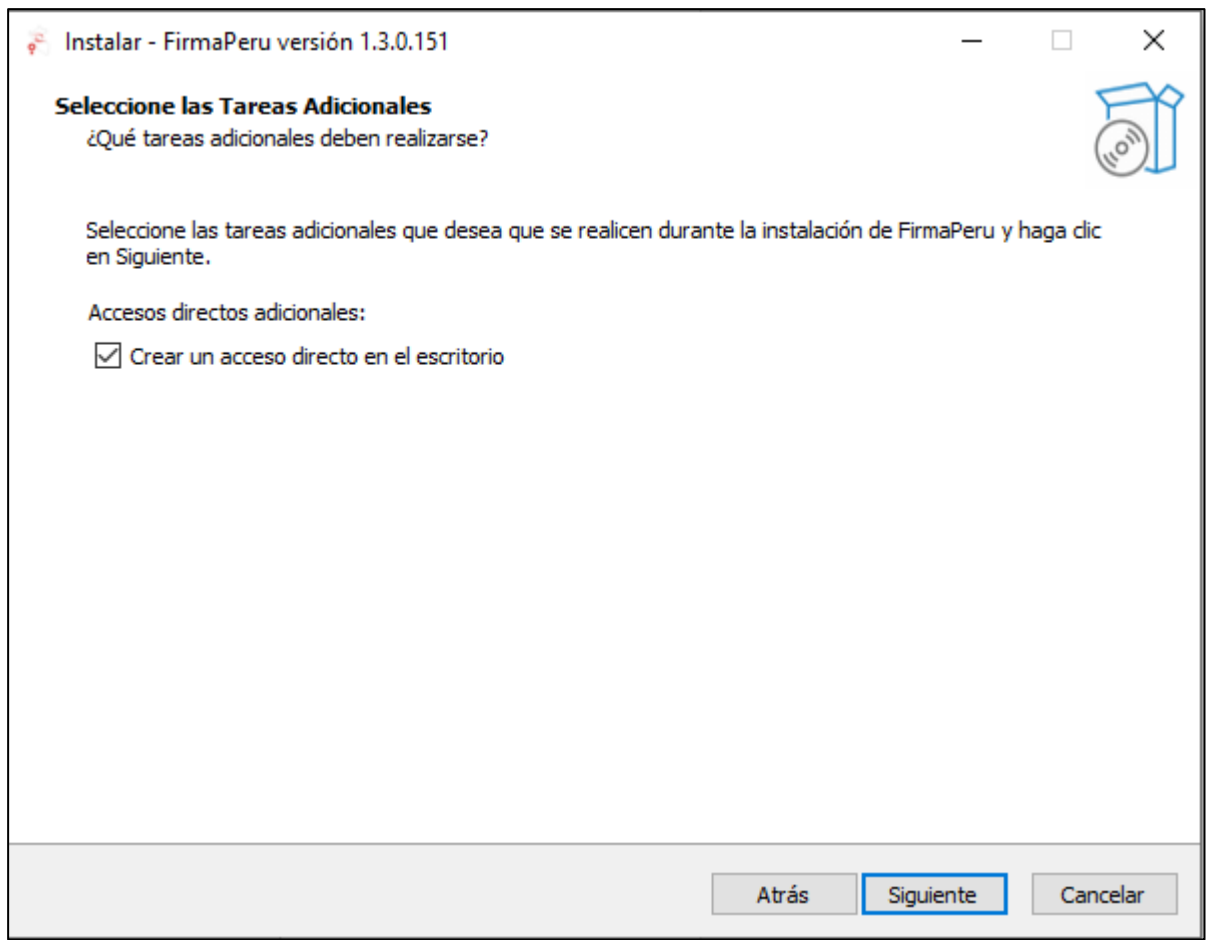 Instalar - FirmaPeru versión 1.3.0.151
Seleccione las Tareas Adicionales
¿Qué tareas adicionales deben realizarse?
Seleccione las tareas adicionales que desea que se realicen durante la instalación de FirmaPeru y haga clic
en Siguiente.
Accesos directos adicionales:
Crear un acceso directo en el escritorio
Atrás
Siguiente
Cancelar